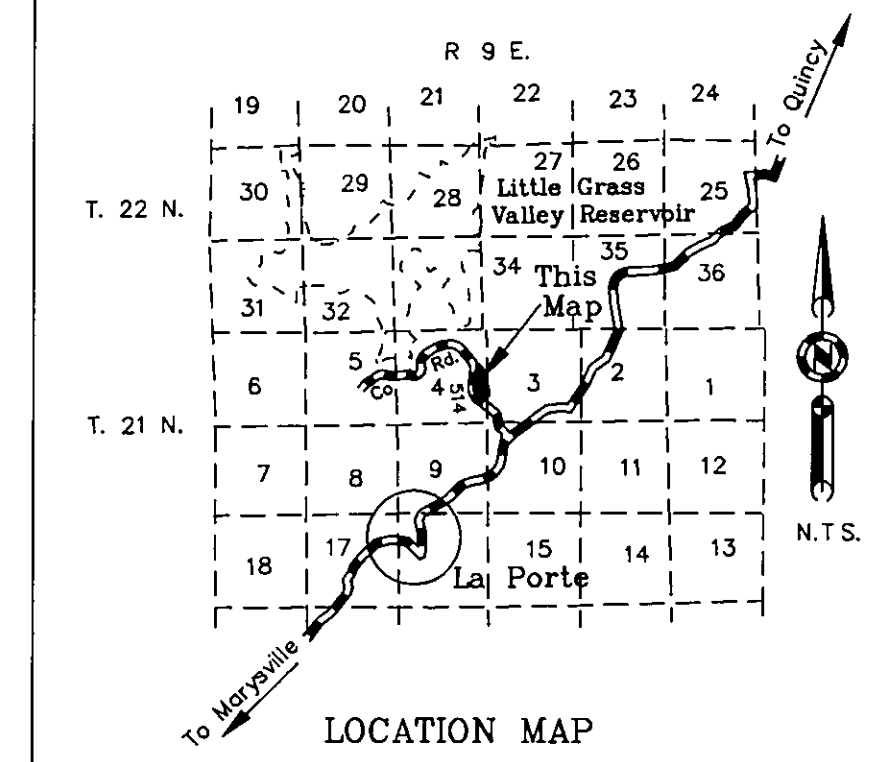 R 9 E.
To Quincy
19 20 21 22 23 24
30 29 28 27 26 25
T. 22 N.
Little Grass
Valley Reservoir
31 32 34 35 36
This
Map
5 Co. Rd. 514
6 4 3 2 1
T. 21 N.
7 8 9 10 11 12
N.T.S.
18 17 15 14 13
La Porte
To Marysville
LOCATION MAP
N